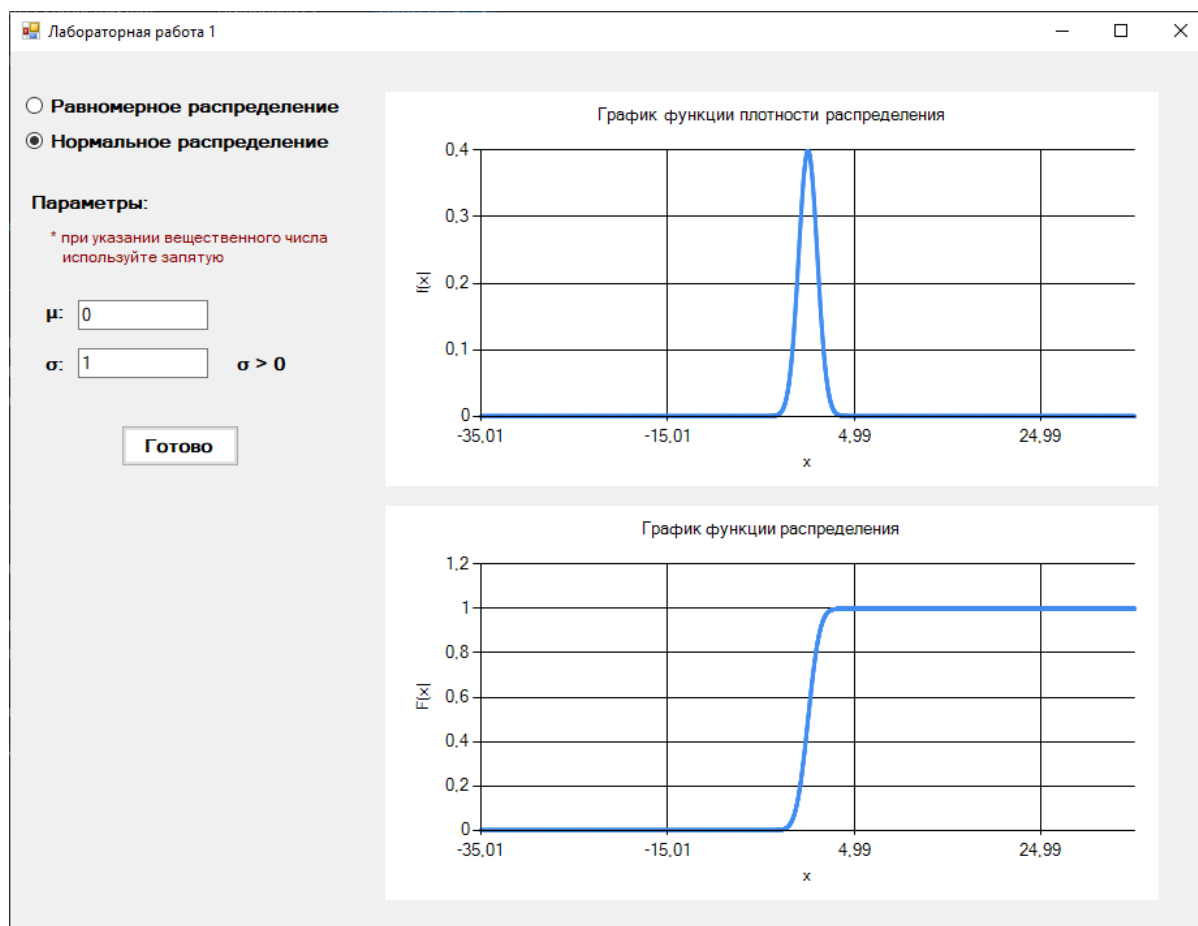 Лабораторная работа 1
Равномерное распределение
Нормальное распределение
Параметры:
* при указании вещественного числа
используйте запятую
μ: 0
σ: 1 σ > 0
Готово
График функции плотности распределения
0,4
0,3
0,2
0,1
0
f(x)
-35,01 -15,01 4,99 24,99
x
График функции распределения
1,2
1
0,8
0,6
0,4
0,2
0
F(x)
-35,01 -15,01 4,99 24,99
x